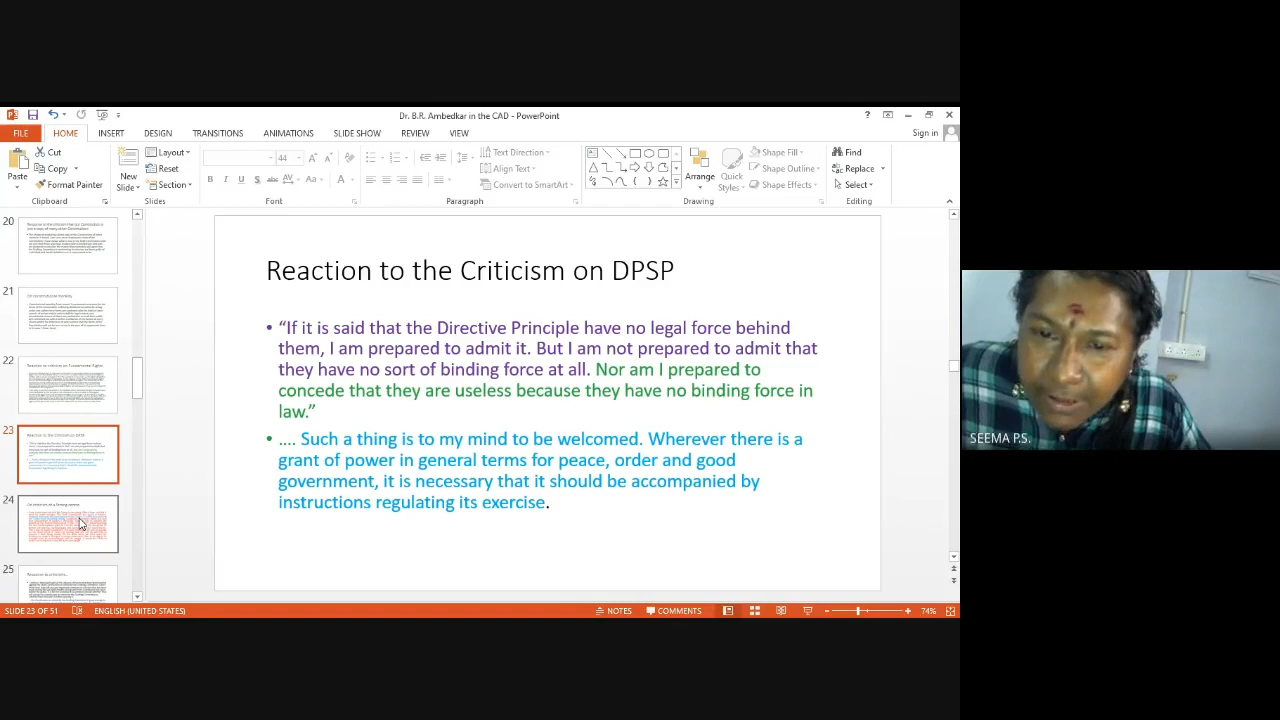 Dr. B.R. Ambedkar in the CAD - PowerPoint
FILE HOME INSERT DESIGN TRANSITIONS ANIMATIONS SLIDE SHOW REVIEW VIEW Sign in
Cut Layout 44 Text Direction Shape Fill Find
Copy Reset Align Text Shape Outline Replace
Paste Format Painter New Slide Section B I U S abc AV Aa A Convert to SmartArt Arrange Quick Styles Shape Effects Select
Clipboard Slides Font Paragraph Drawing Editing
20
21
22
23
24
25
Reaction to the Criticism on DPSP
• “If it is said that the Directive Principle have no legal force behind
them, I am prepared to admit it. But I am not prepared to admit that
they have no sort of binding force at all. Nor am I prepared to
concede that they are useless because they have no binding force in
law.”
• .... Such a thing is to my mind to be welcomed. Wherever there is a
grant of power in general terms for peace, order and good
government, it is necessary that it should be accompanied by
instructions regulating its exercise.
SEEMA P.S.
SLIDE 23 OF 51 ENGLISH (UNITED STATES) NOTES COMMENTS 74%